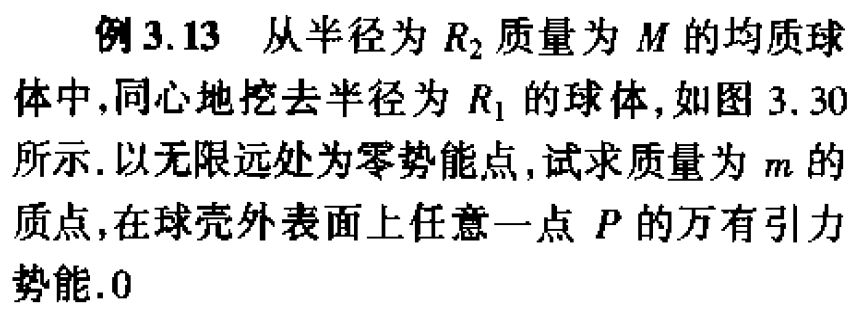 例 3.13 从半径为 R₂ 质量为 M 的均质球
体中,同心地挖去半径为 R₁ 的球体,如图 3.30
所示.以无限远处为零势能点,试求质量为 m 的
质点,在球壳外表面上任意一点 P 的万有引力
势能.0